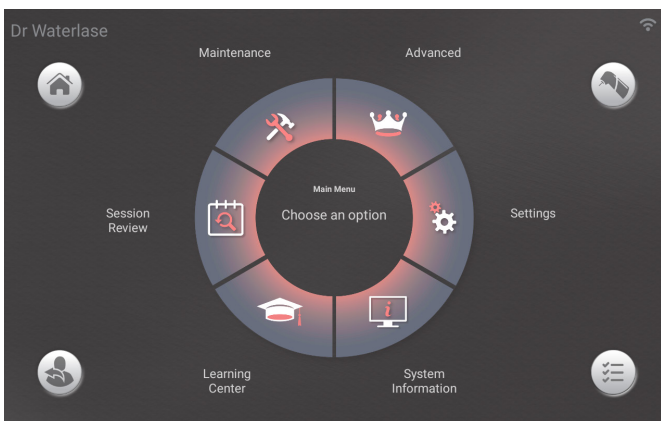 Dr Waterlase
Maintenance
Advanced
Main Menu
Choose an option
Session
Review
Settings
Learning
Center
System
Information